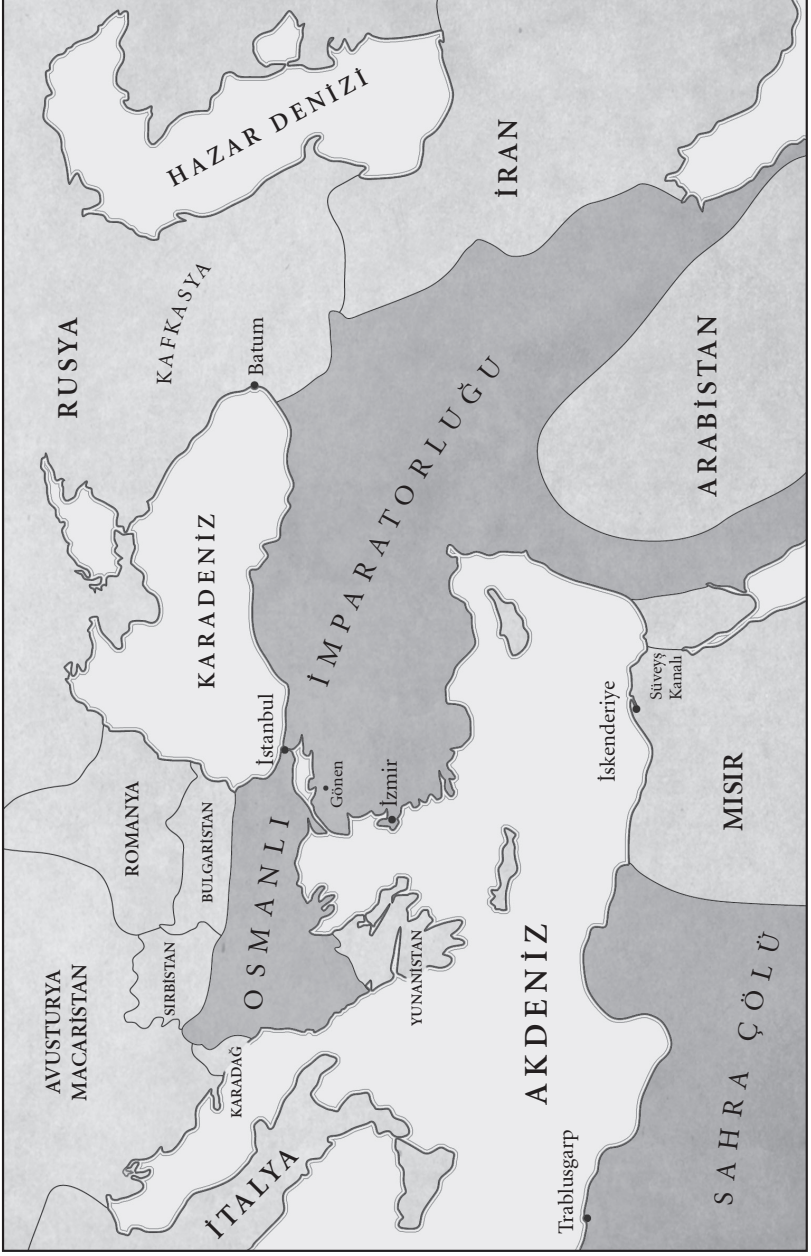 AVUSTURYA
MACARİSTAN
RUSYA
HAZAR DENİZİ
KAFKASYA
Batum
KARADENİZ
ROMANYA
BULGARİSTAN
SIRBİSTAN
KARADAĞ
İTALYA
OSMANLI
İMPARATORLUĞU
İstanbul
Gönen
İzmir
YUNANİSTAN
İRAN
AKDENİZ
Trablusgarp
İskenderiye
Süveyş
Kanalı
ARABİSTAN
MISIR
SAHRA ÇÖLÜ